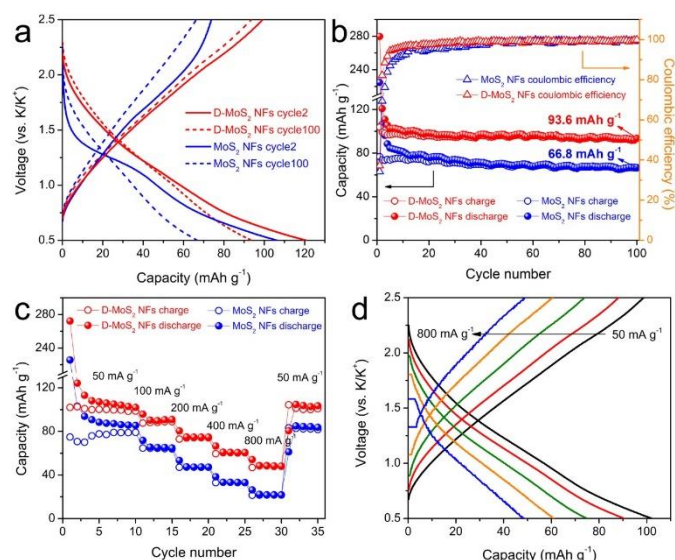 a
2.5
2.0
1.5
1.0
0.5
Voltage (vs. K/K⁺)
D-MoS₂ NFs cycle2
D-MoS₂ NFs cycle100
MoS₂ NFs cycle2
MoS₂ NFs cycle100
0 20 40 60 80 100 120
Capacity (mAh g⁻¹)
b
280
240
200
120
80
40
0
Capacity (mAh g⁻¹)
MoS₂ NFs coulombic efficiency
D-MoS₂ NFs coulombic efficiency
93.6 mAh g⁻¹
66.8 mAh g⁻¹
D-MoS₂ NFs charge
MoS₂ NFs charge
D-MoS₂ NFs discharge
MoS₂ NFs discharge
100
80
60
40
20
0
Coulombic efficiency (%)
0 20 40 60 80 100
Cycle number
c
D-MoS₂ NFs charge
MoS₂ NFs charge
D-MoS₂ NFs discharge
MoS₂ NFs discharge
280
240
200
120
80
40
0
Capacity (mAh g⁻¹)
50 mA g⁻¹
100 mA g⁻¹
200 mA g⁻¹
400 mA g⁻¹
800 mA g⁻¹
50 mA g⁻¹
0 5 10 15 20 25 30 35
Cycle number
d
2.5
2.0
1.5
1.0
0.5
Voltage (vs. K/K⁺)
800 mA g⁻¹
50 mA g⁻¹
0 20 40 60 80 100
Capacity (mAh g⁻¹)